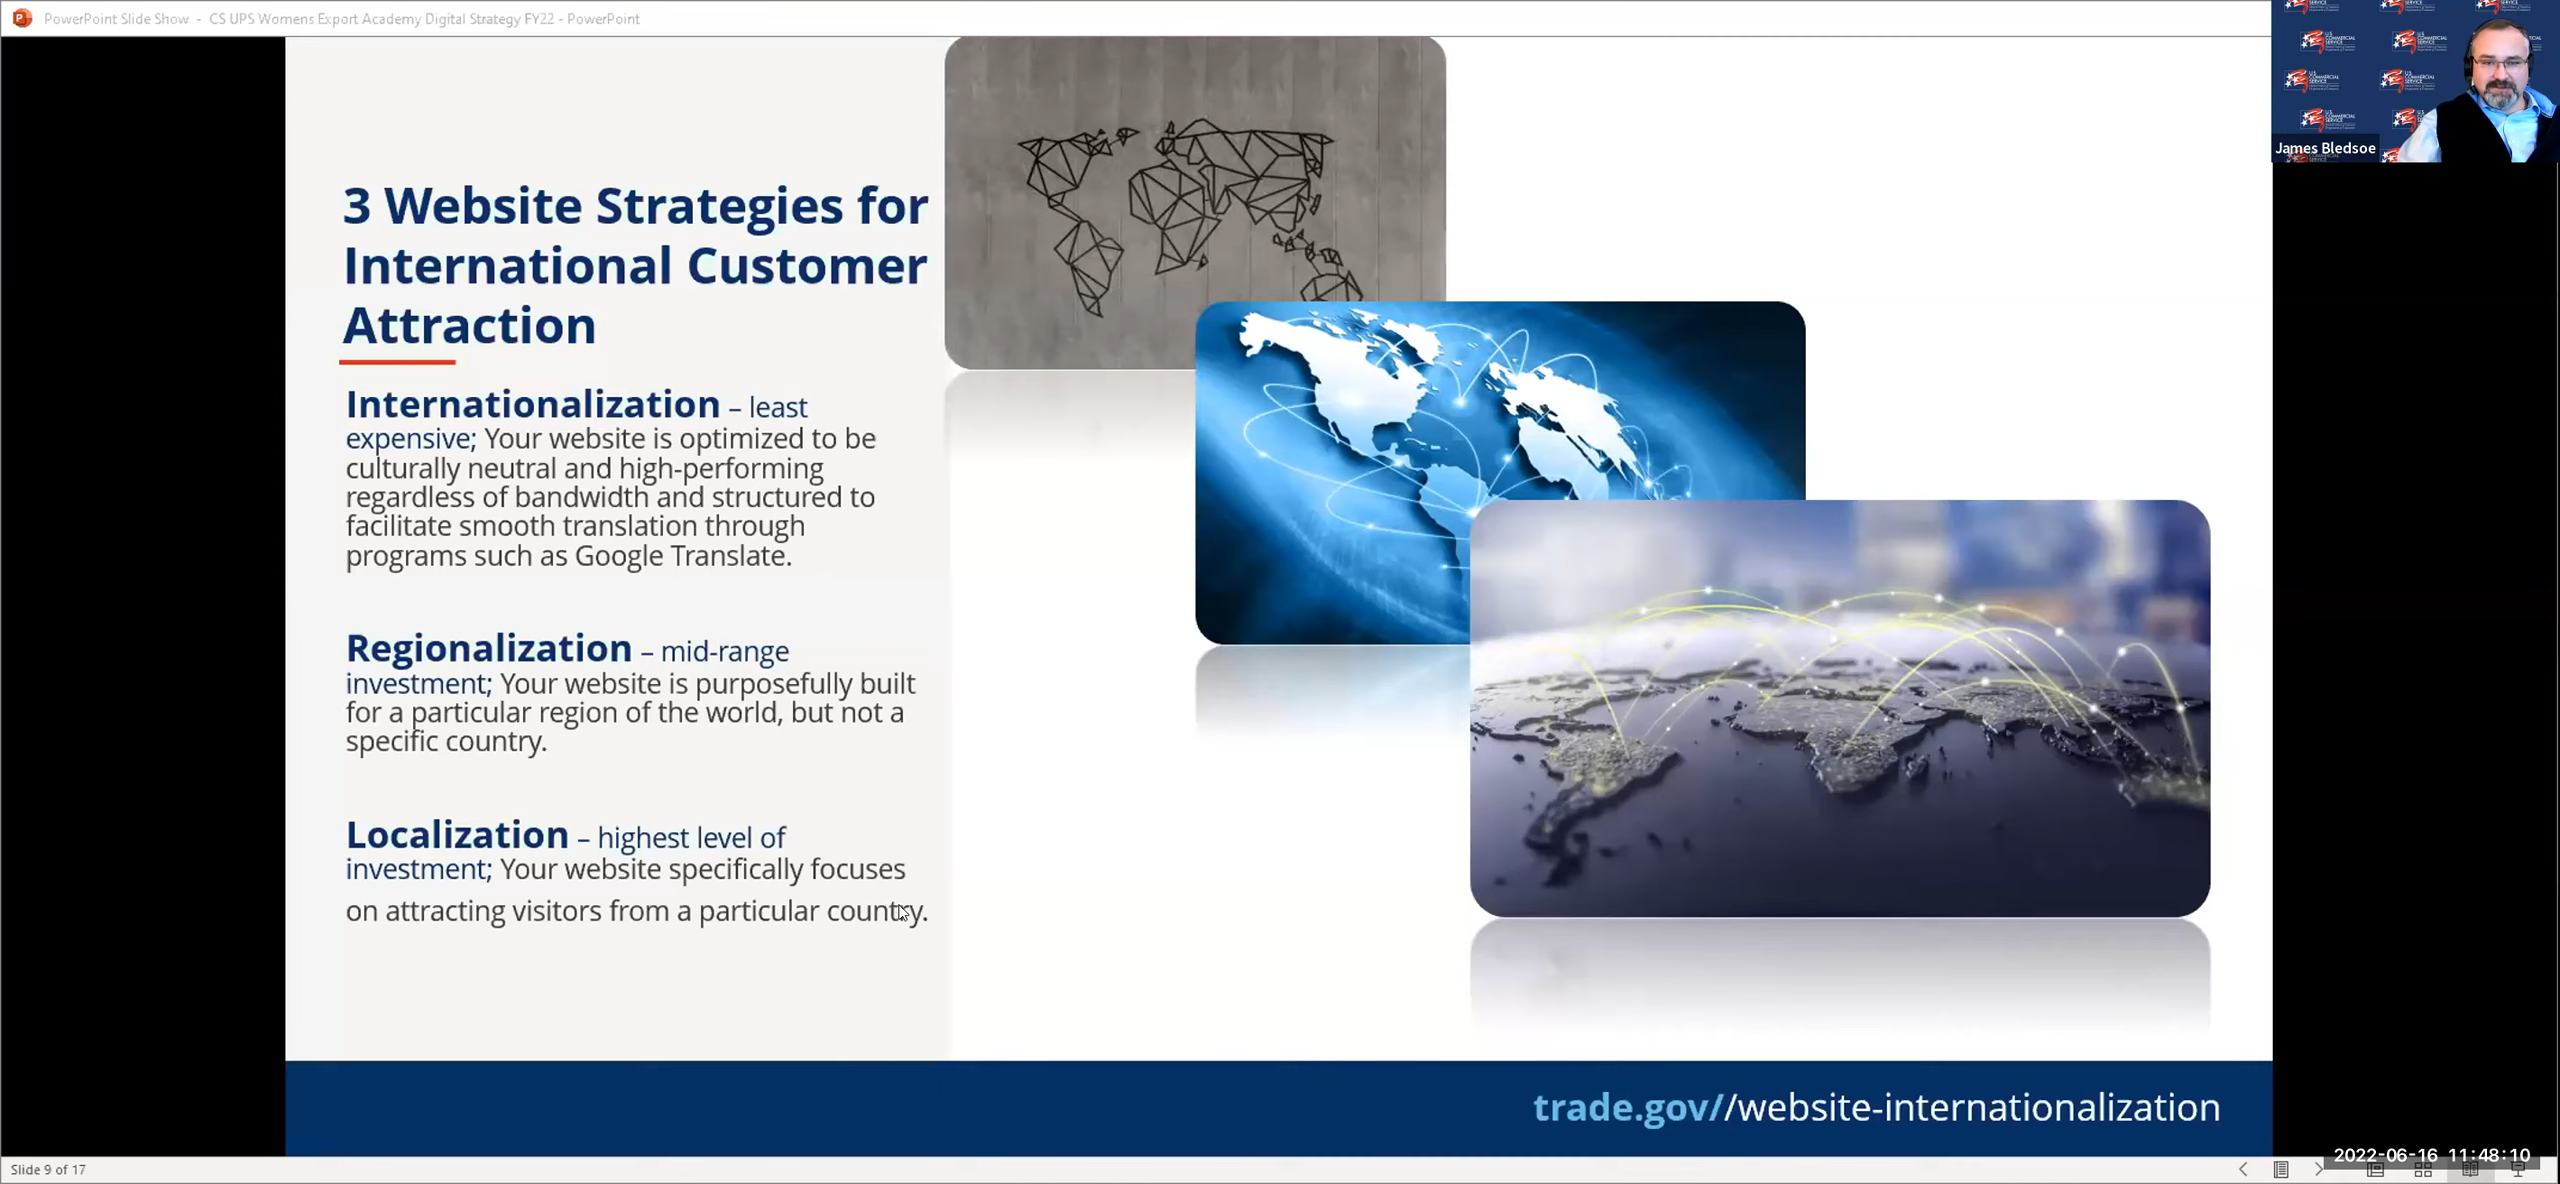 PowerPoint Slide Show - CS UPS Womens Export Academy Digital Strategy FY22 - PowerPoint
James Bledsoe
3 Website Strategies for
International Customer
Attraction
Internationalization – least
expensive; Your website is optimized to be
culturally neutral and high-performing
regardless of bandwidth and structured to
facilitate smooth translation through
programs such as Google Translate.
Regionalization – mid-range
investment; Your website is purposefully built
for a particular region of the world, but not a
specific country.
Localization – highest level of
investment; Your website specifically focuses
on attracting visitors from a particular country.
trade.gov//website-internationalization
Slide 9 of 17
2022-06-16 11:48:10